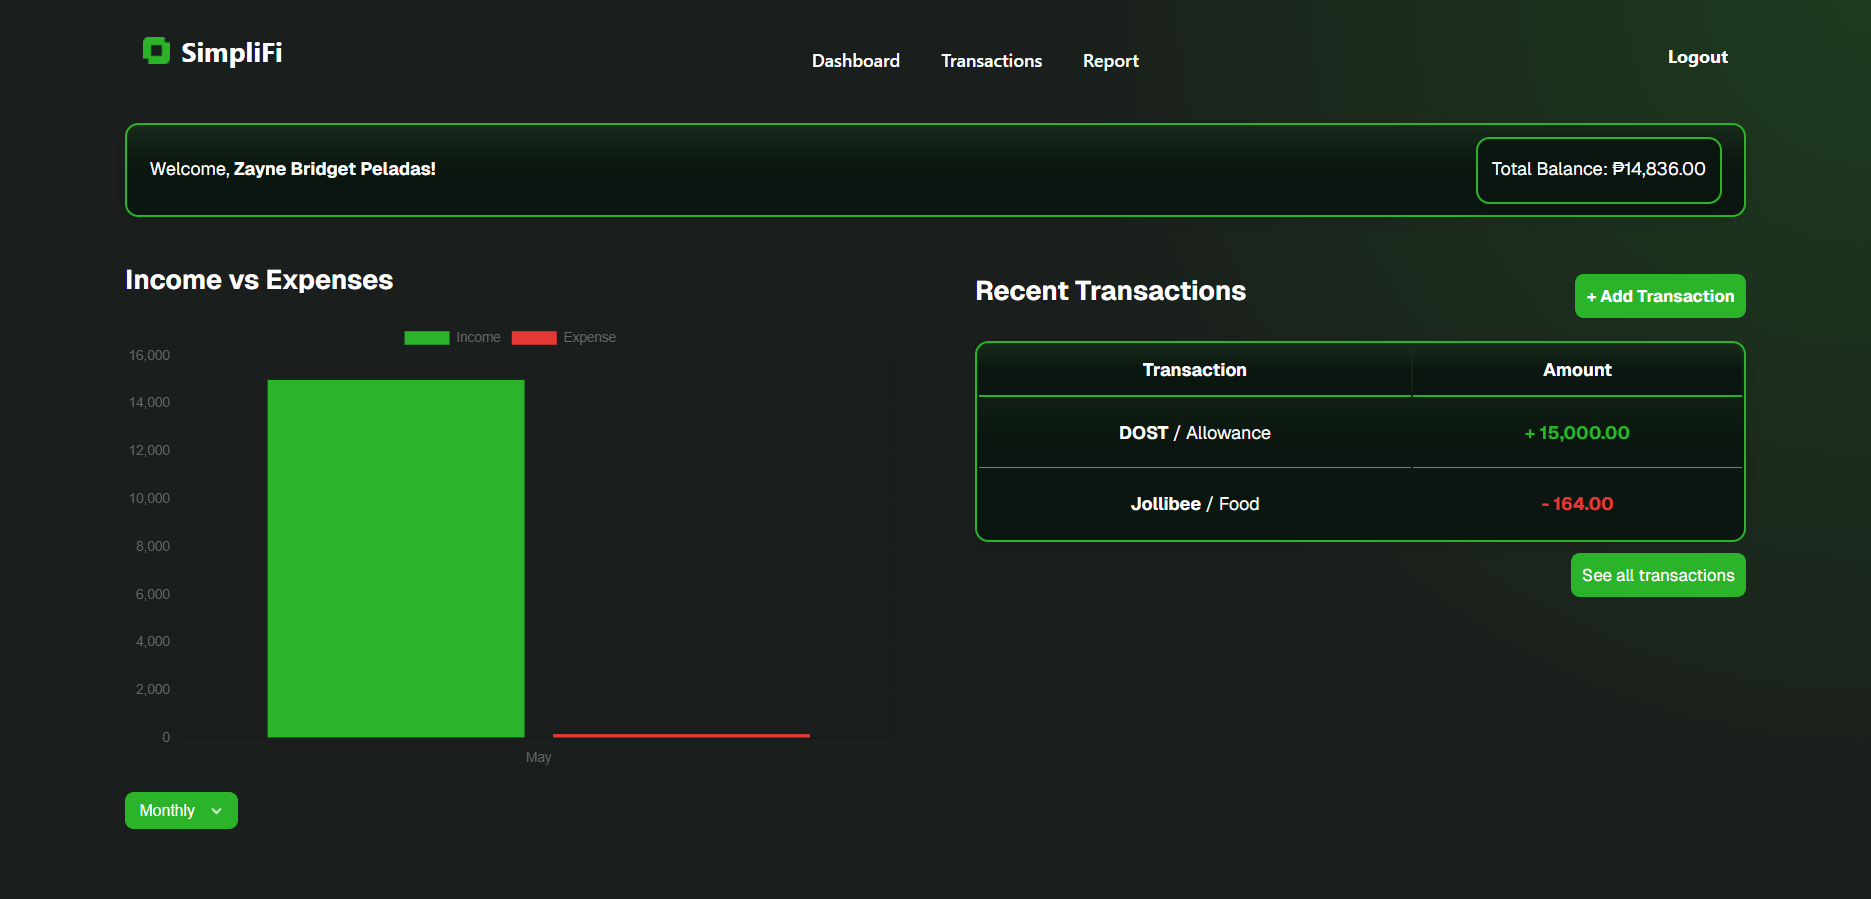 SimpliFi
Dashboard Transactions Report
Logout
Welcome, Zayne Bridget Peladas!
Total Balance: ₱14,836.00
Income vs Expenses
Income Expense
16,000
14,000
12,000
10,000
8,000
6,000
4,000
2,000
0
May
Monthly
Recent Transactions
+ Add Transaction
Transaction Amount
DOST / Allowance + 15,000.00
Jollibee / Food - 164.00
See all transactions